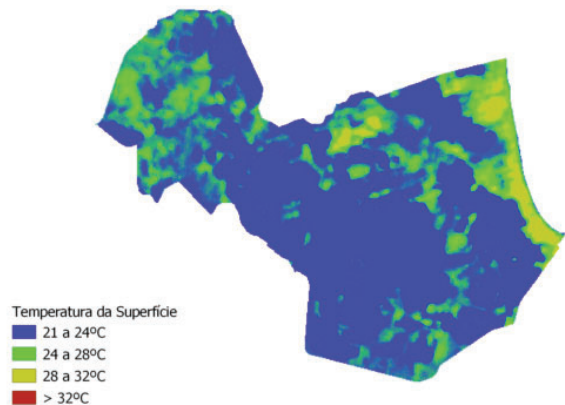 Temperatura da Superfície
21 a 24ºC
24 a 28ºC
28 a 32ºC
> 32ºC